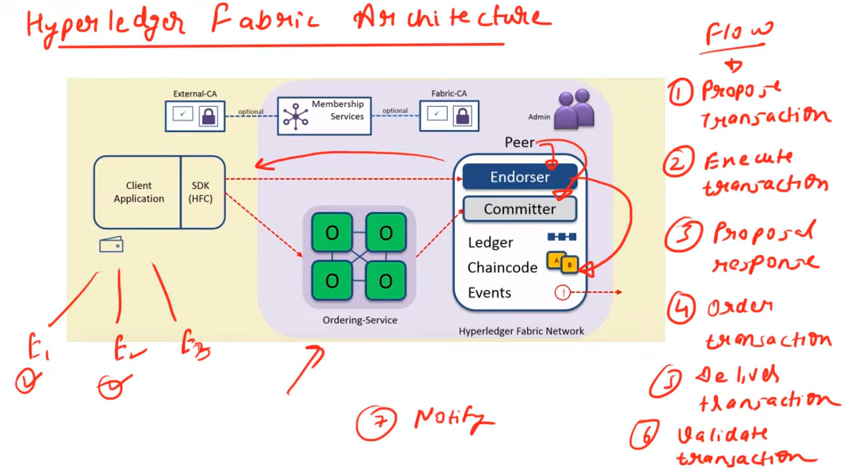 Hyperledger Fabric Architecture
External-CA
optional
Membership
Services
optional
Fabric-CA
Admin
Peer
Client
Application
SDK
(HFC)
Endorser
Committer
Ledger
Chaincode
A
B
Events
!
O O
O O
Ordering-Service
Hyperledger Fabric Network
E1
E2
E3
Flow
1 Propose
Transaction
2 Execute
transaction
3 Proposal
response
4 Order
transaction
5 Deliver
transaction
6 Validate
transaction
7 Notify